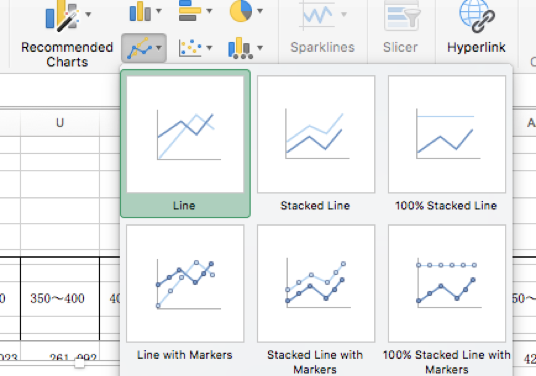 Recommended
Charts
Sparklines
Slicer
Hyperlink
U
A
Line
Stacked Line
100% Stacked Line
0
350～400
40
50～
Line with Markers
Stacked Line with
Markers
100% Stacked Line with
Markers
023
261,092
42